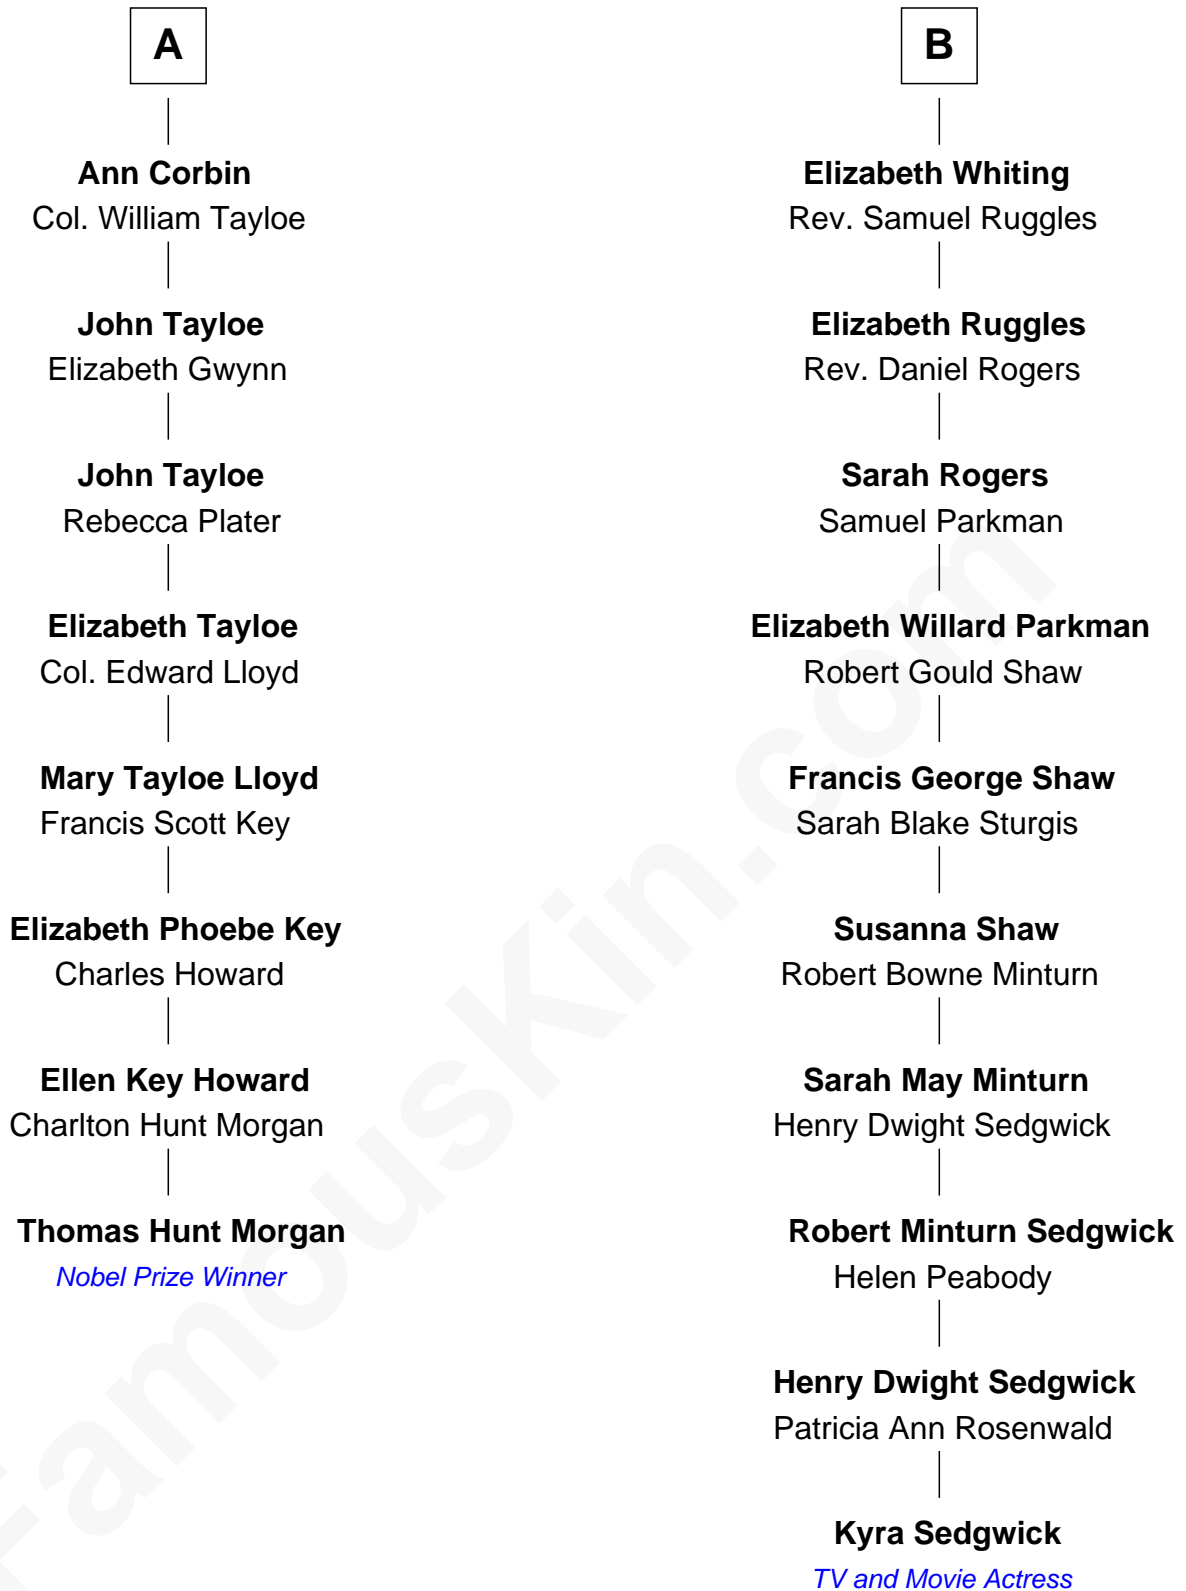 A
Ann Corbin
Col. William Tayloe
John Tayloe
Elizabeth Gwynn
John Tayloe
Rebecca Plater
Elizabeth Tayloe
Col. Edward Lloyd
Mary Tayloe Lloyd
Francis Scott Key
Elizabeth Phoebe Key
Charles Howard
Ellen Key Howard
Charlton Hunt Morgan
Thomas Hunt Morgan
Nobel Prize Winner
B
Elizabeth Whiting
Rev. Samuel Ruggles
Elizabeth Ruggles
Rev. Daniel Rogers
Sarah Rogers
Samuel Parkman
Elizabeth Willard Parkman
Robert Gould Shaw
Francis George Shaw
Sarah Blake Sturgis
Susanna Shaw
Robert Bowne Minturn
Sarah May Minturn
Henry Dwight Sedgwick
Robert Minturn Sedgwick
Helen Peabody
Henry Dwight Sedgwick
Patricia Ann Rosenwald
Kyra Sedgwick
TV and Movie Actress
FamousKin.com